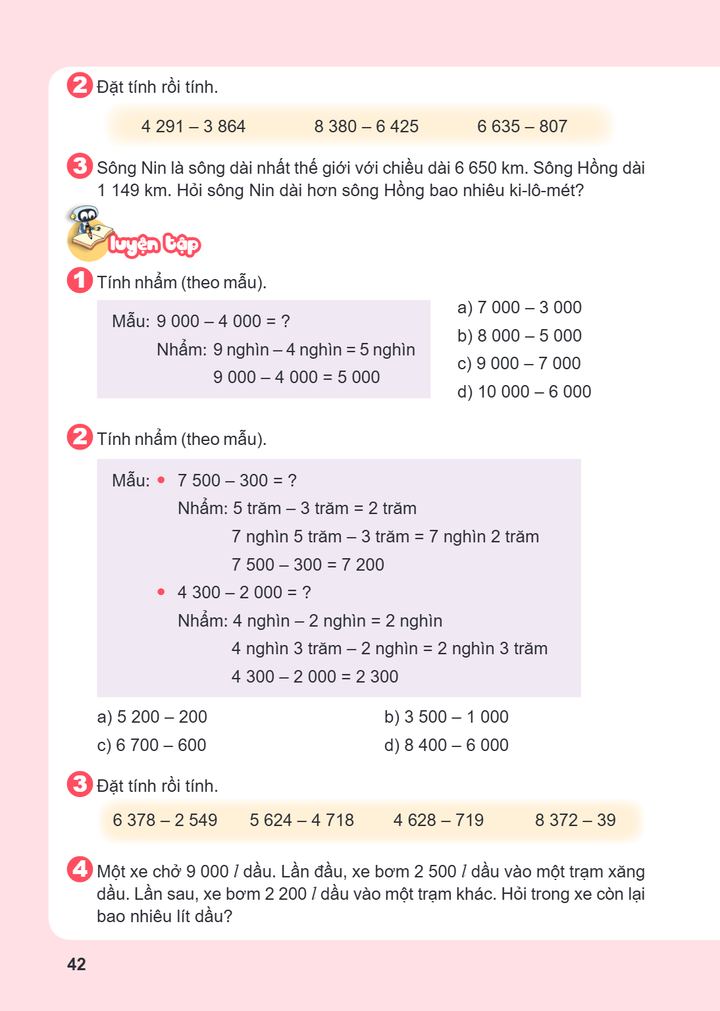 2 Đặt tính rồi tính.
4 291 – 3 864 8 380 – 6 425 6 635 – 807
3 Sông Nin là sông dài nhất thế giới với chiều dài 6 650 km. Sông Hồng dài
1 149 km. Hỏi sông Nin dài hơn sông Hồng bao nhiêu ki-lô-mét?
luyện tập
1 Tính nhẩm (theo mẫu).
Mẫu: 9 000 – 4 000 = ?
Nhẩm: 9 nghìn – 4 nghìn = 5 nghìn
9 000 – 4 000 = 5 000
a) 7 000 – 3 000
b) 8 000 – 5 000
c) 9 000 – 7 000
d) 10 000 – 6 000
2 Tính nhẩm (theo mẫu).
Mẫu: • 7 500 – 300 = ?
Nhẩm: 5 trăm – 3 trăm = 2 trăm
7 nghìn 5 trăm – 3 trăm = 7 nghìn 2 trăm
7 500 – 300 = 7 200
• 4 300 – 2 000 = ?
Nhẩm: 4 nghìn – 2 nghìn = 2 nghìn
4 nghìn 3 trăm – 2 nghìn = 2 nghìn 3 trăm
4 300 – 2 000 = 2 300
a) 5 200 – 200 b) 3 500 – 1 000
c) 6 700 – 600 d) 8 400 – 6 000
3 Đặt tính rồi tính.
6 378 – 2 549 5 624 – 4 718 4 628 – 719 8 372 – 39
4 Một xe chở 9 000 l dầu. Lần đầu, xe bơm 2 500 l dầu vào một trạm xăng
dầu. Lần sau, xe bơm 2 200 l dầu vào một trạm khác. Hỏi trong xe còn lại
bao nhiêu lít dầu?
42